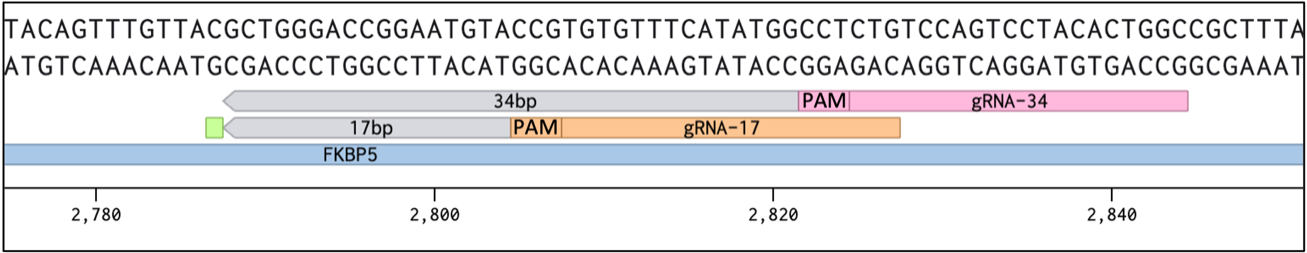 TACAGTTTGTTACGCTGGGACCGGAATGTACCGTGTGTTTCATATGGCCTCTGTCCAGTCCTACACTGGCCGCTTTA
ATGTCAAACAATGCGACCCTGGCCTTACATGGCACACAAAGTATACCGGAGACAGGTCAGGATGTGACCGGCGAAAT
34bp PAM gRNA-34
17bp PAM gRNA-17
FKBP5
2,780 2,800 2,820 2,840